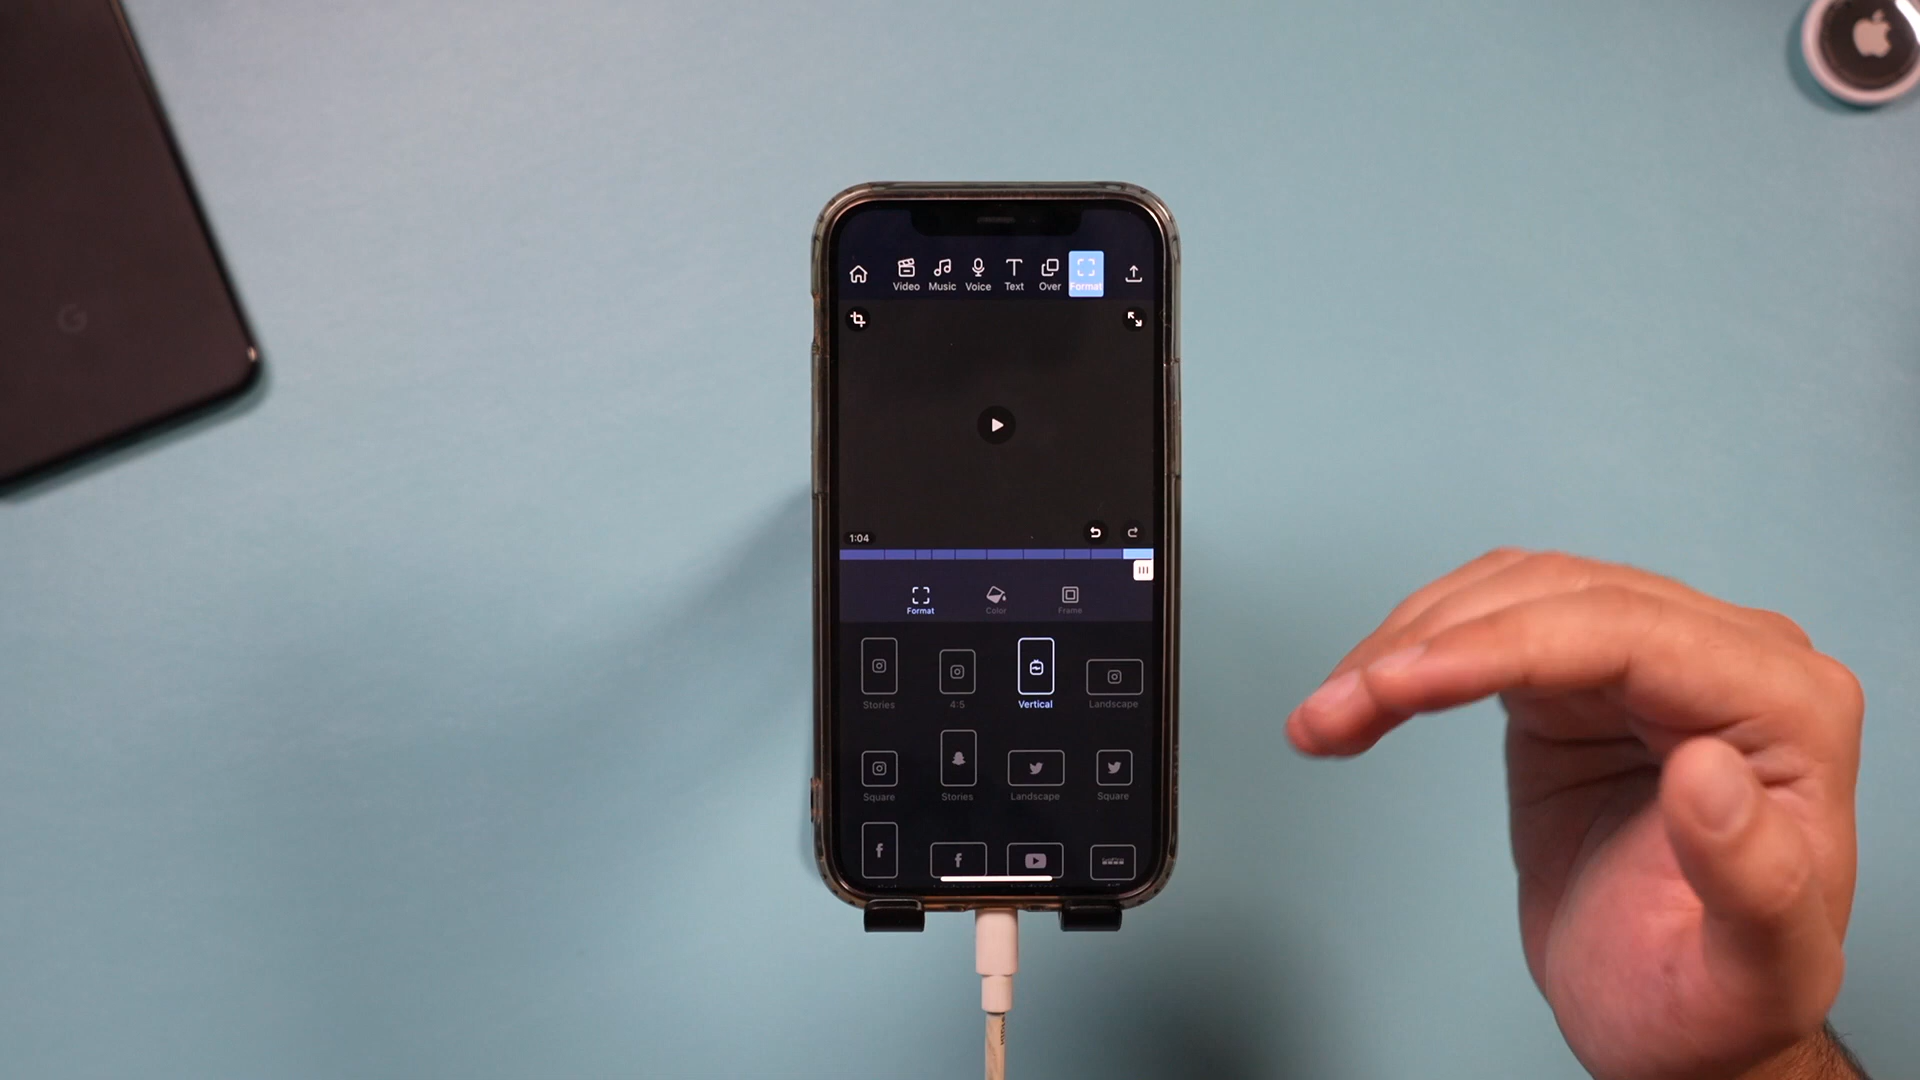 Video Music Voice Text Over Format
1:04
Format Color Frame
Stories 4:5 Vertical Landscape
Square Stories Landscape Square